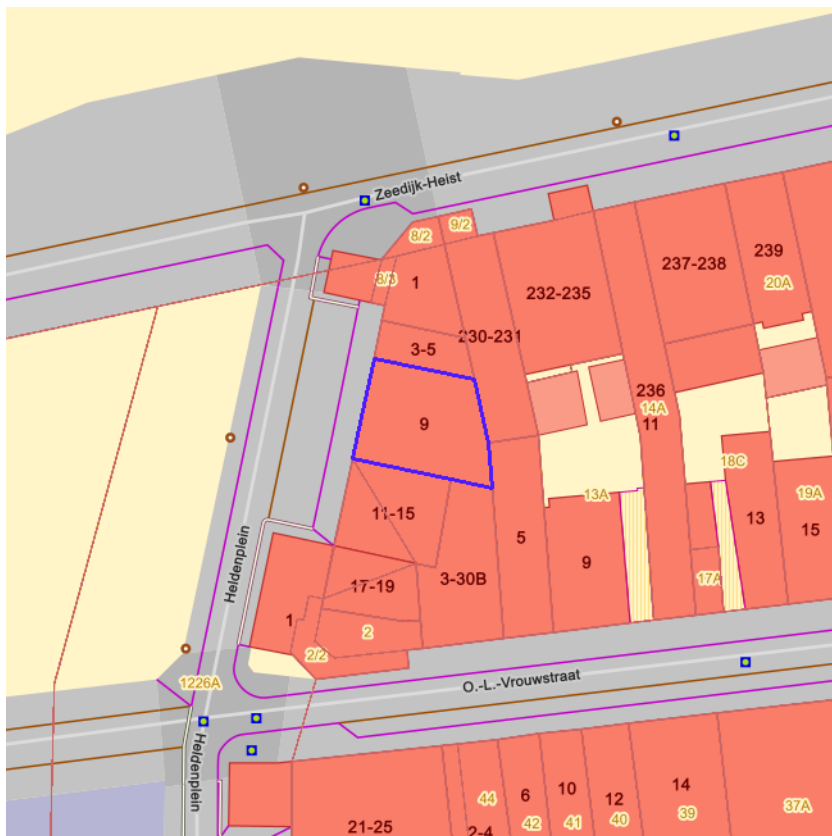 Zeedijk-Heist
8/2
9/2
239
237-238
20A
8/3
1
232-235
230-231
3-5
236
14A
9
11
18C
13A
19A
11-15
5
13
15
Heldenplein
9
17-19
3-30B
17A
1
2
2/2
1226A
O.-L.-Vrouwstraat
Heldenplein
14
10
6
12
44
37A
39
42
41
40
21-25
2-4